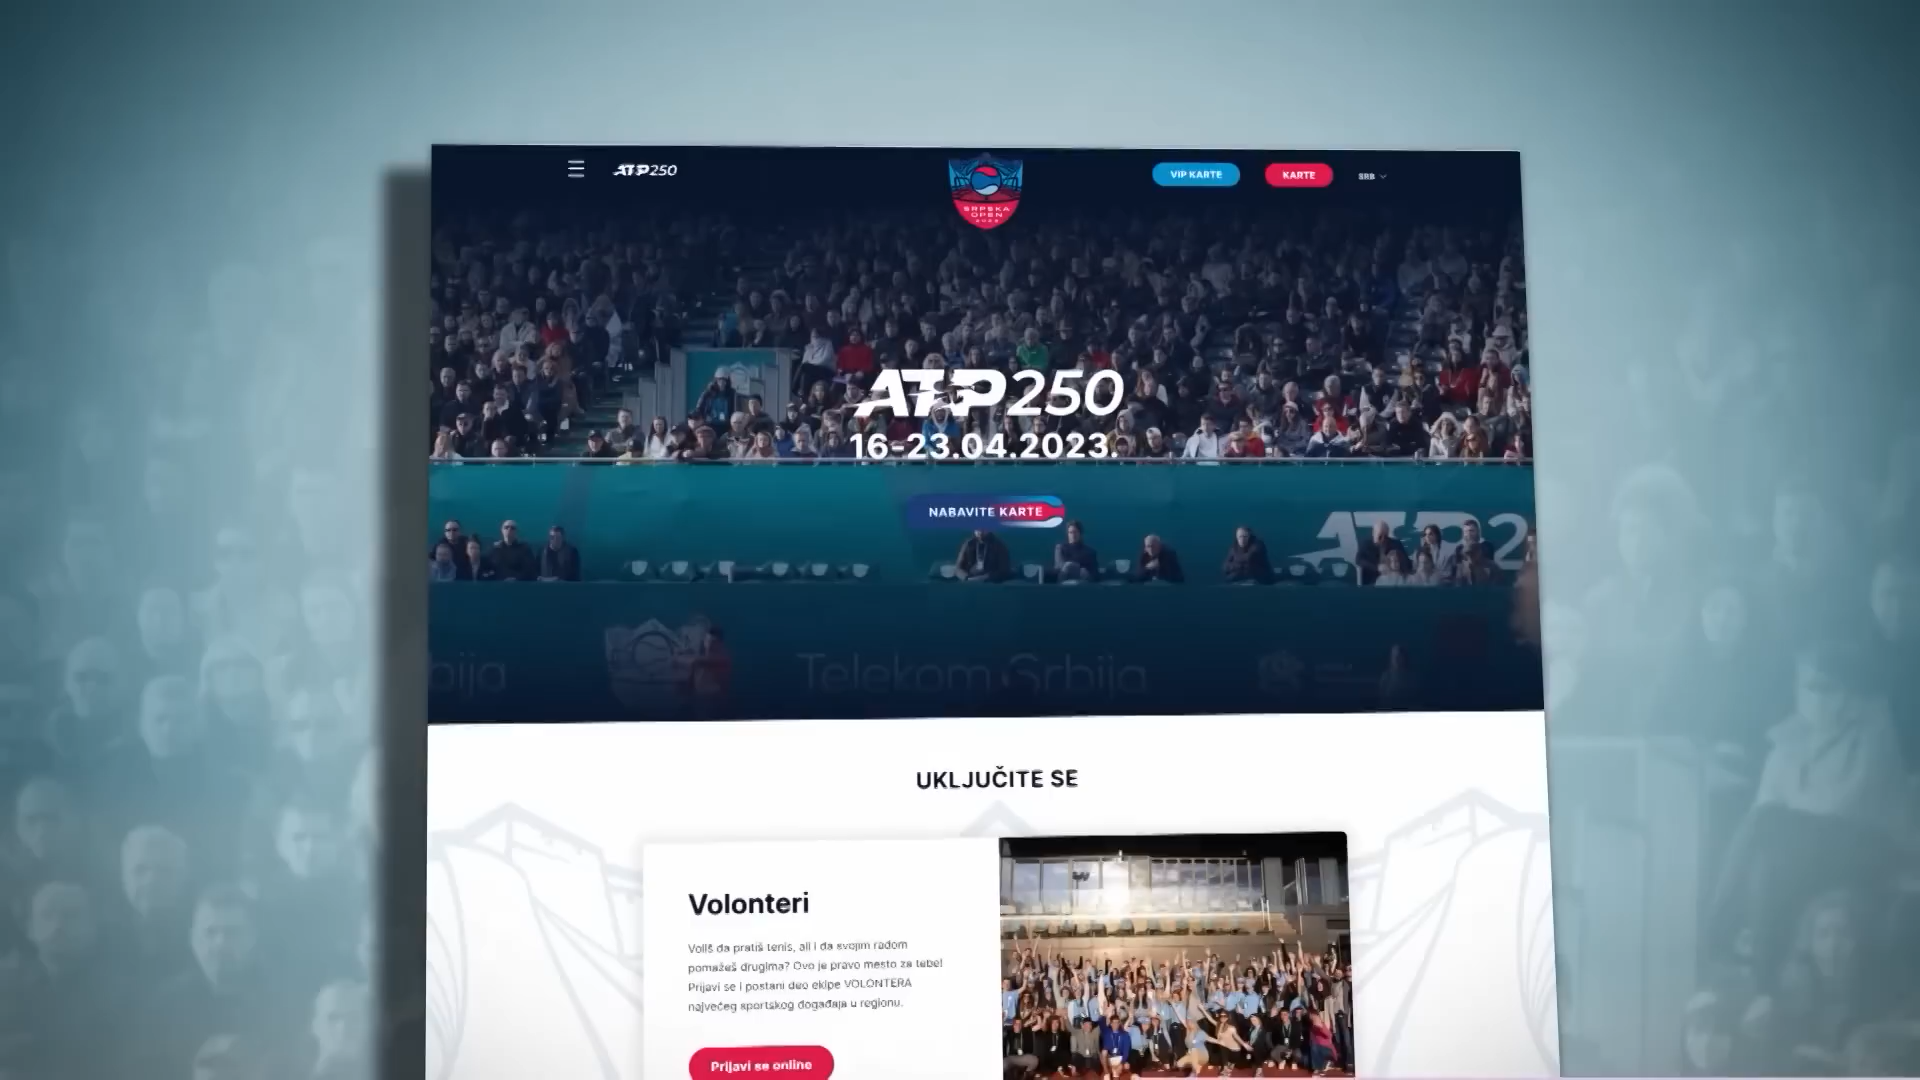 ATP250
SRPSKA
OPEN
VIP KARTE
KARTE
SRB
ATP250
16-23.04.2023.
NABAVITE KARTE
ATP2
bija
Telekom Srbija
UKLJUČITE SE
Volonteri
Voliš da pratiš tenis, ali i da svojim radom
pomažeš drugima? Ovo je pravo mesto za tebe!
Prijavi se i postani deo ekipe VOLONTERA
najvećeg sportskog događaja u regionu.
Prijavi se online